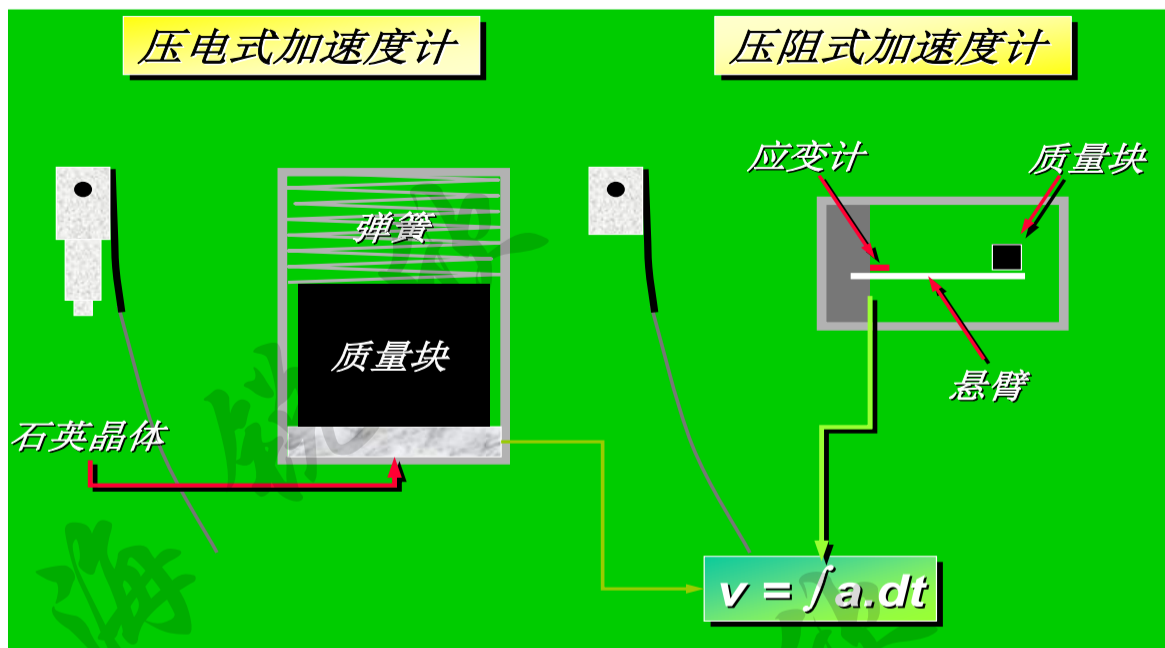 压电式加速度计
压阻式加速度计
应变计
质量块
弹簧
质量块
悬臂
石英晶体
v = ∫a.dt